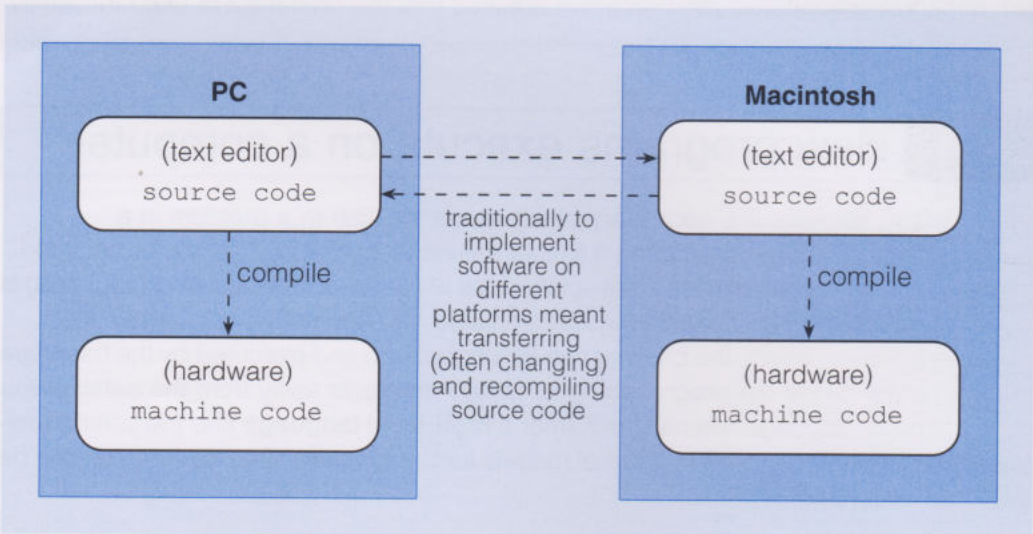 PC
(text editor)
source code
compile
(hardware)
machine code
traditionally to
implement
software on
different
platforms meant
transferring
(often changing)
and recompiling
source code
Macintosh
(text editor)
source code
compile
(hardware)
machine code